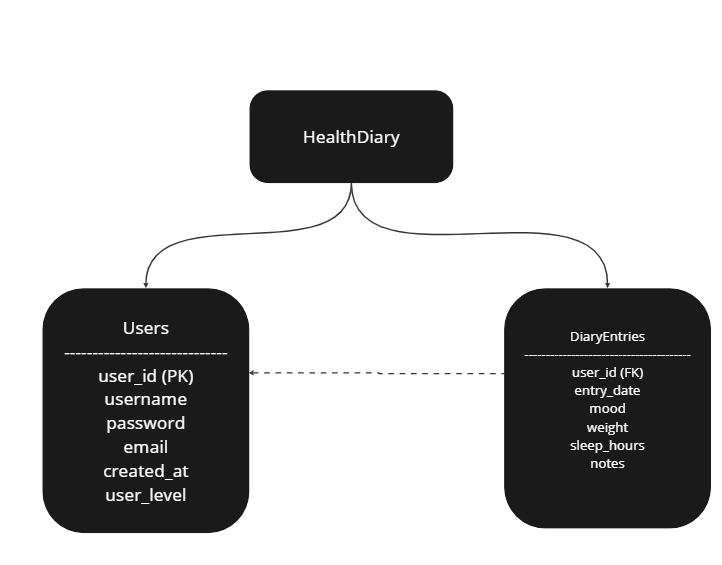 HealthDiary
Users
-----------------------------
user_id (PK)
username
password
email
created_at
user_level
DiaryEntries
---------------------------------------
user_id (FK)
entry_date
mood
weight
sleep_hours
notes